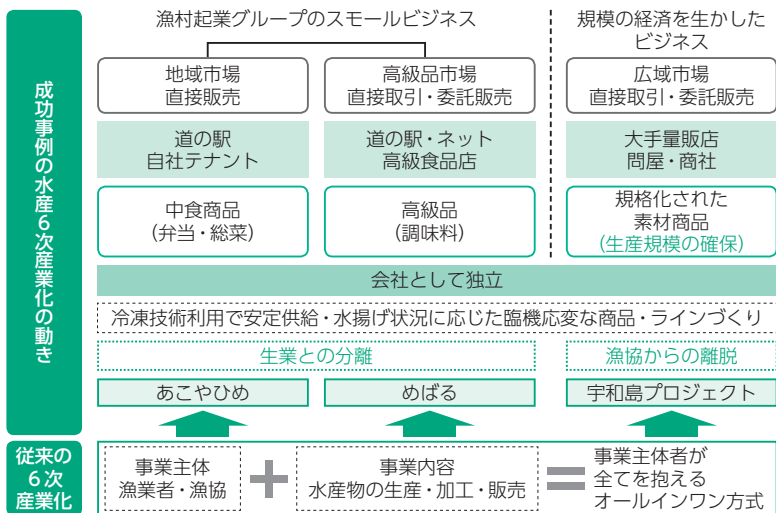 漁村起業グループのスモールビジネス
規模の経済を生かした
ビジネス
成功事例の水産6次産業化の動き
地域市場
直接販売
高級品市場
直接取引・委託販売
広域市場
直接取引・委託販売
道の駅
自社テナント
道の駅・ネット
高級食品店
大手量販店
問屋・商社
中食商品
(弁当・総菜)
高級品
(調味料)
規格化された
素材商品
(生産規模の確保)
会社として独立
冷凍技術利用で安定供給・水揚げ状況に応じた臨機応変な商品・ラインづくり
生業との分離
漁協からの離脱
あこやひめ
めばる
宇和島プロジェクト
従来の
6次
産業化
事業主体
漁業者・漁協
+
事業内容
水産物の生産・加工・販売
=
事業主体者が
全てを抱える
オールインワン方式